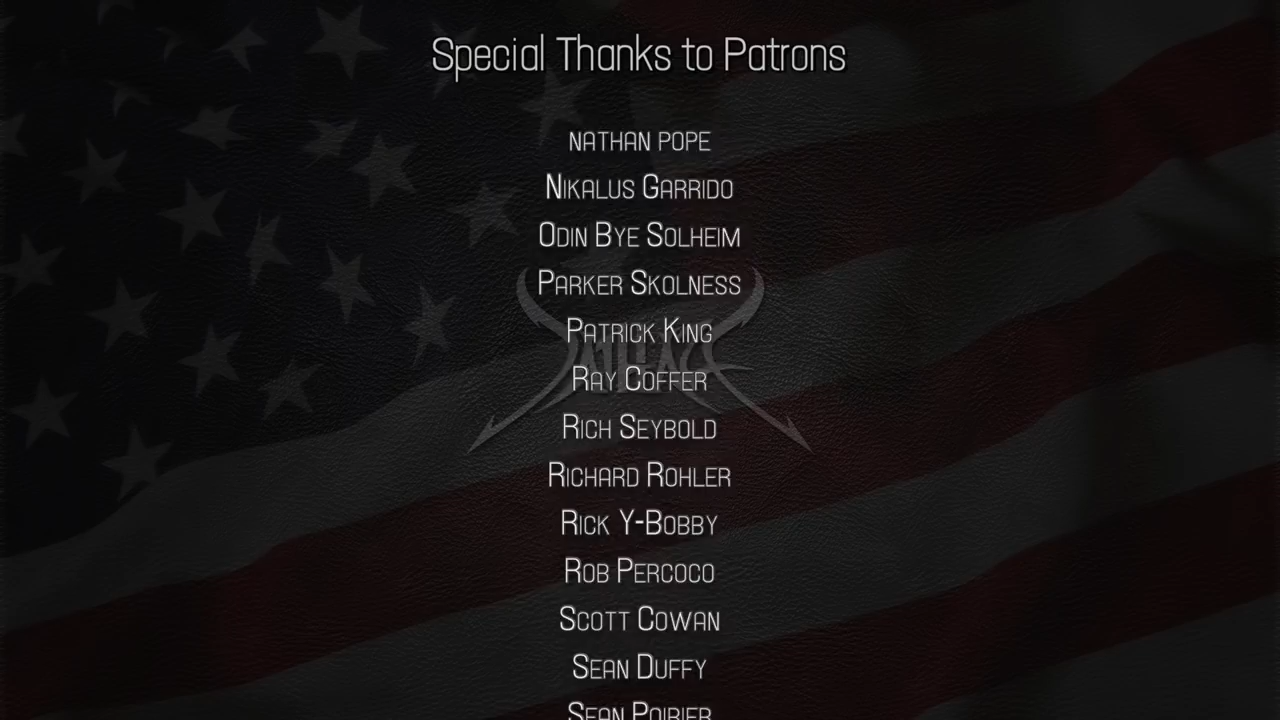 Special Thanks to Patrons
NATHAN POPE
NIKALUS GARRIDO
ODIN BYE SOLHEIM
PARKER SKOLNESS
PATRICK KING
RAY COFFER
RICH SEYBOLD
RICHARD ROHLER
RICK Y-BOBBY
ROB PERCOCO
SCOTT COWAN
SEAN DUFFY
SEAN POIRIER